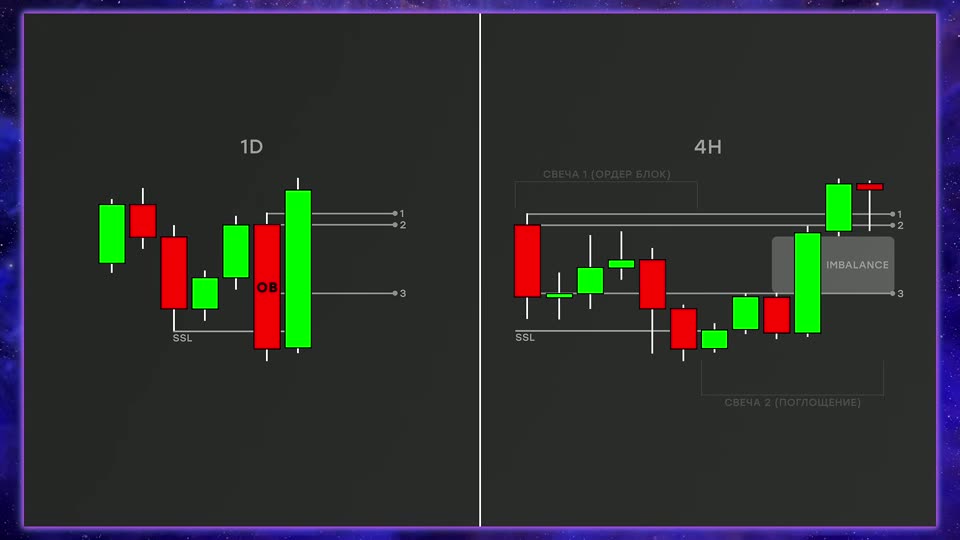 1D
1
2
OB
3
SSL
4H
СВЕЧА 1 (ОРДЕР БЛОК)
1
2
IMBALANCE
3
SSL
СВЕЧА 2 (ПОГЛОЩЕНИЕ)